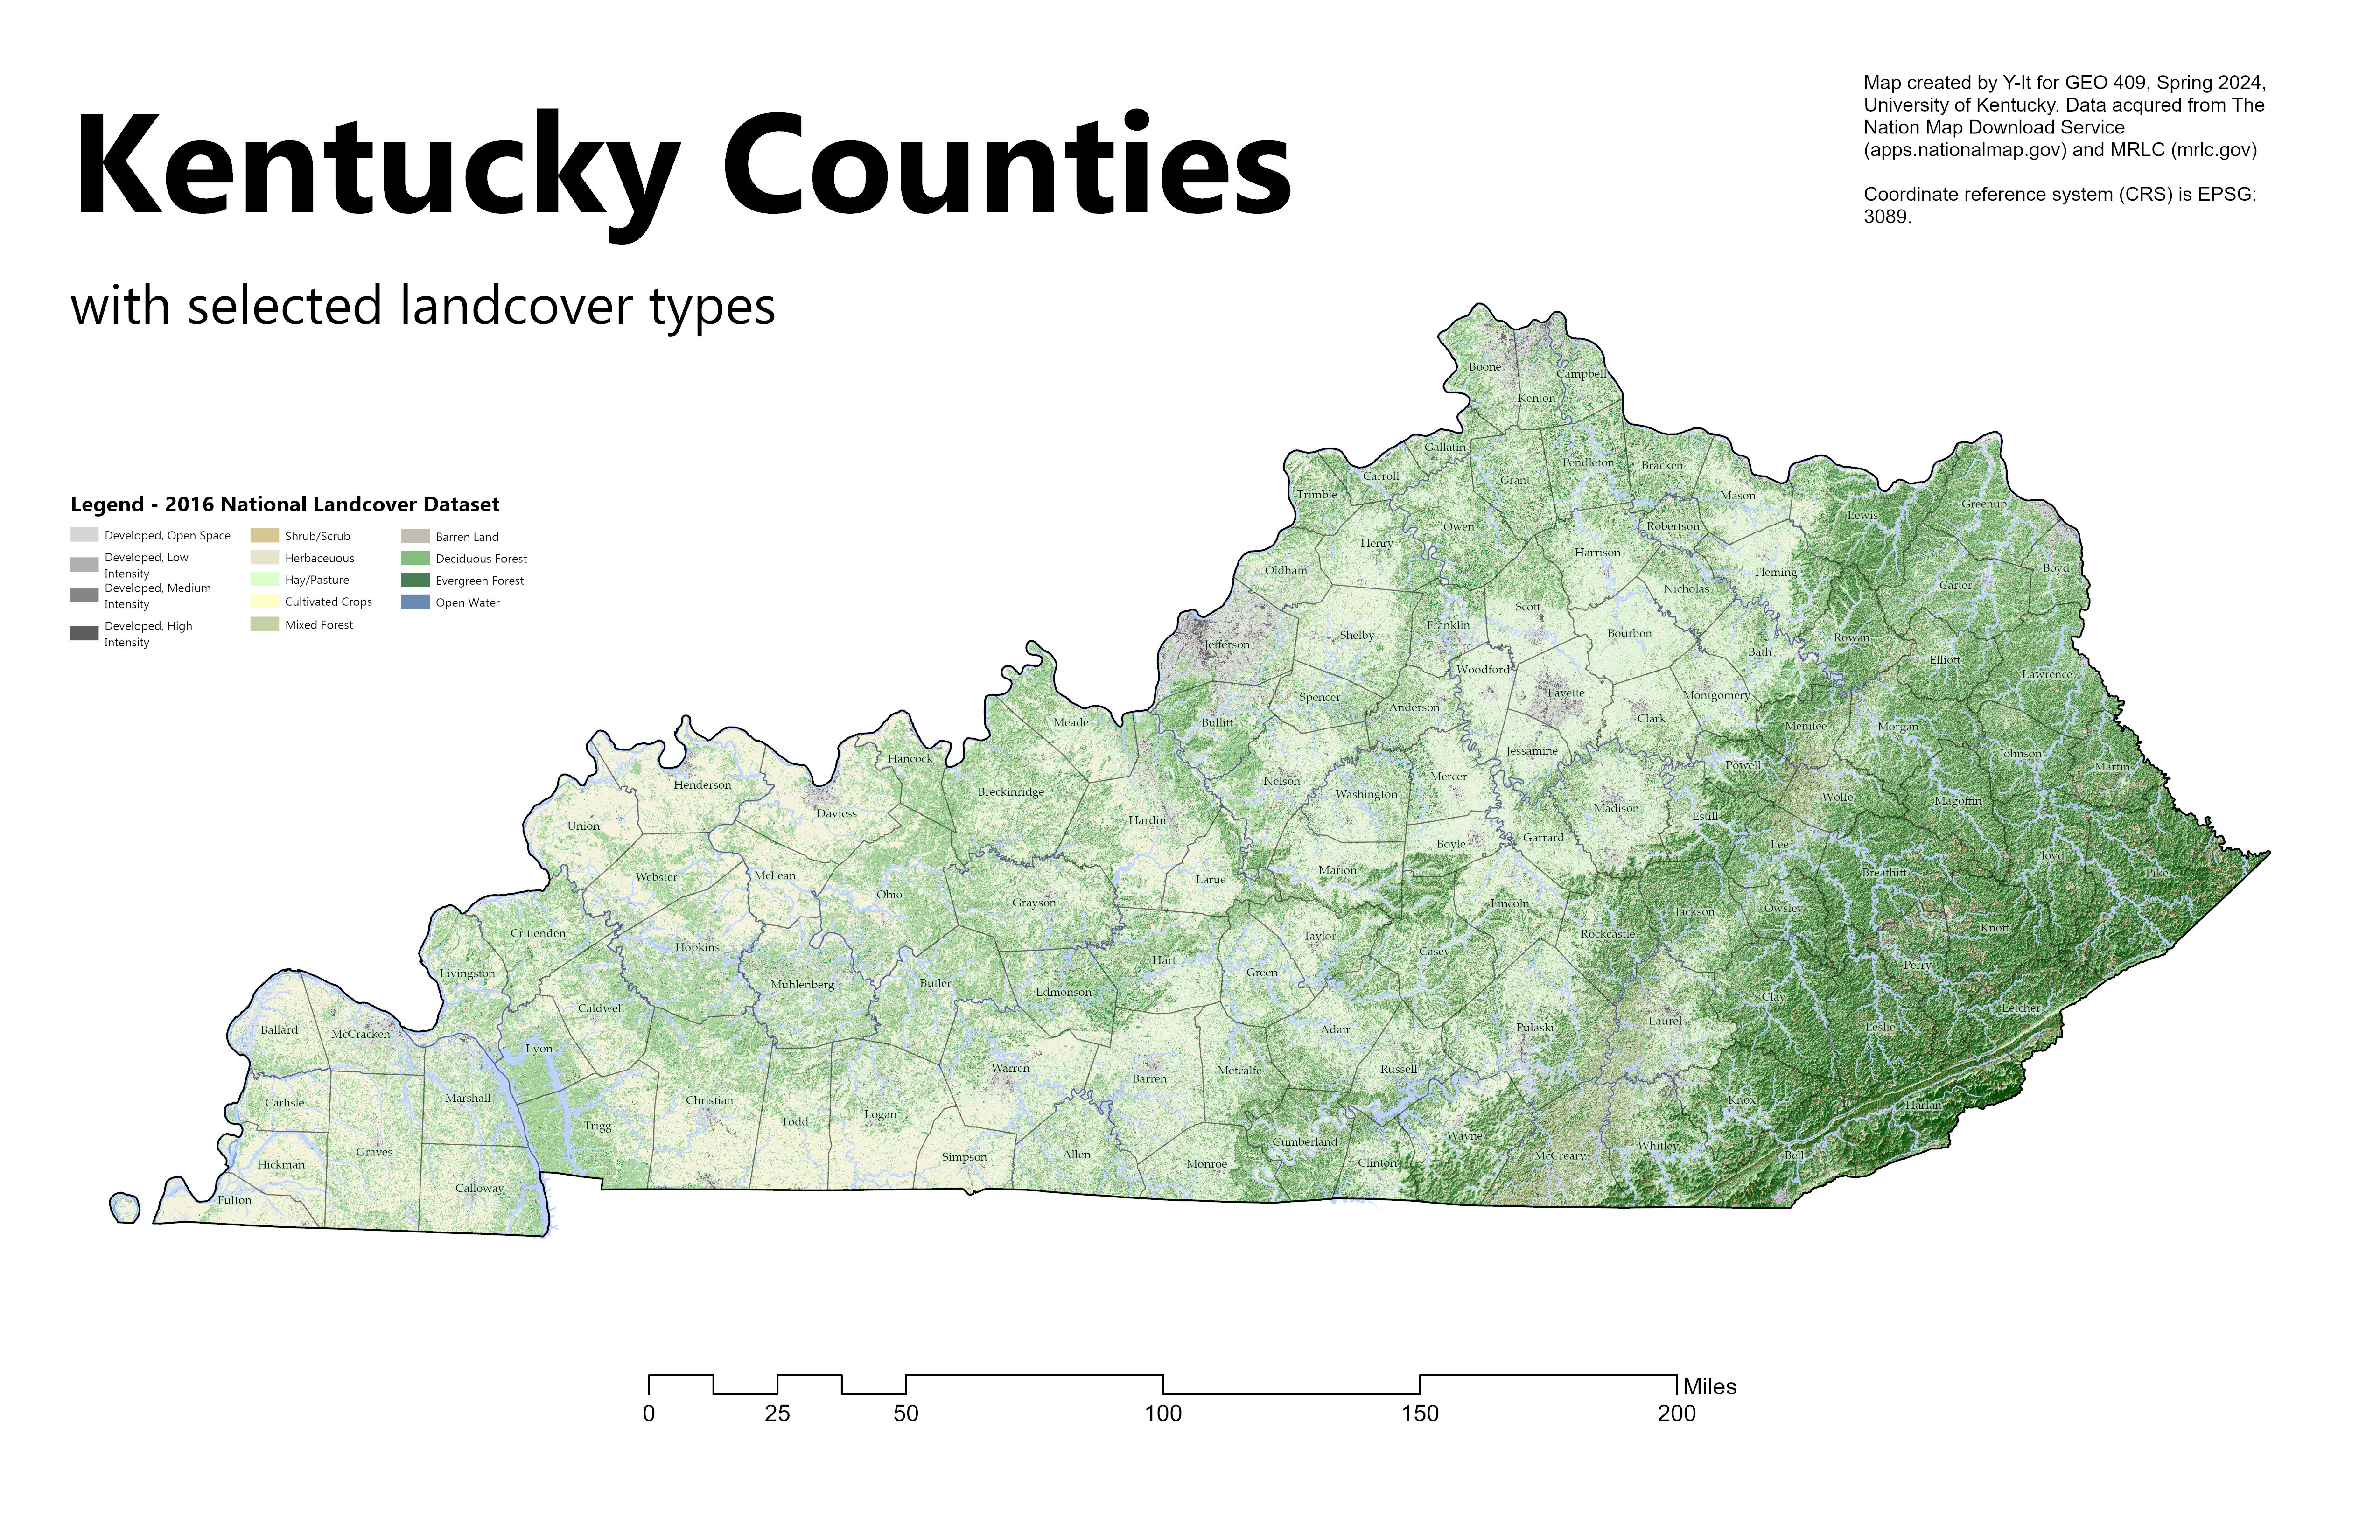 Kentucky Counties
with selected landcover types
Map created by Y-It for GEO 409, Spring 2024,
University of Kentucky. Data acqured from The
Nation Map Download Service
(apps.nationalmap.gov) and MRLC (mrlc.gov)
Coordinate reference system (CRS) is EPSG:
3089.
Legend - 2016 National Landcover Dataset
Developed, Open Space
Developed, Low
Intensity
Developed, Medium
Intensity
Developed, High
Intensity
Shrub/Scrub
Herbaceuous
Hay/Pasture
Cultivated Crops
Mixed Forest
Barren Land
Deciduous Forest
Evergreen Forest
Open Water
Boone
Campbell
Kenton
Gallatin
Carroll
Trimble
Grant
Pendleton
Bracken
Mason
Lewis
Greenup
Owen
Robertson
Henry
Harrison
Oldham
Fleming
Boyd
Carter
Nicholas
Scott
Franklin
Shelby
Jefferson
Bourbon
Rowan
Bath
Elliott
Woodford
Lawrence
Fayette
Montgomery
Spencer
Anderson
Clark
Bullitt
Meade
Menifee
Morgan
Jessamine
Johnson
Hancock
Powell
Martin
Mercer
Nelson
Henderson
Breckinridge
Washington
Wolfe
Magoffin
Madison
Daviess
Estill
Hardin
Union
Garrard
Boyle
Lee
Floyd
Marion
Breathitt
Pike
Webster
McLean
Larue
Ohio
Grayson
Lincoln
Owsley
Jackson
Knott
Crittenden
Rockcastle
Taylor
Hopkins
Casey
Hart
Perry
Livingston
Green
Muhlenberg
Butler
Edmonson
Clay
Caldwell
Letcher
Laurel
Leslie
Pulaski
Ballard
McCracken
Adair
Lyon
Warren
Metcalfe
Russell
Barren
Marshall
Christian
Knox
Carlisle
Harlan
Logan
Todd
Trigg
Wayne
Cumberland
Whitley
Graves
Allen
McCreary
Bell
Simpson
Clinton
Monroe
Hickman
Calloway
Fulton
Miles
0 25 50 100 150 200